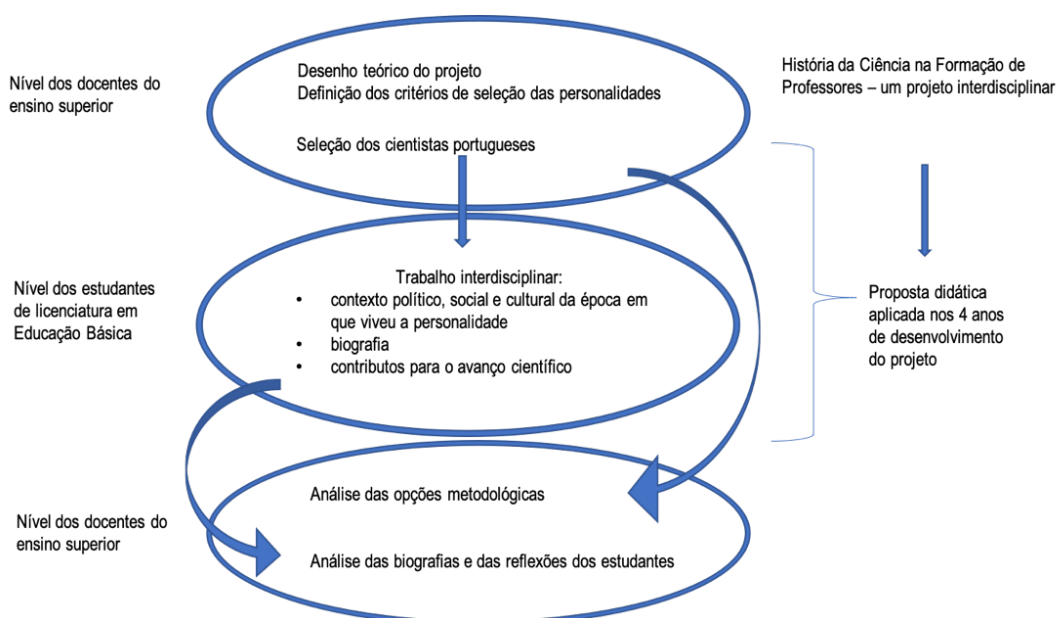 Nível dos docentes do
ensino superior
Desenho teórico do projeto
Definição dos critérios de seleção das personalidades
Seleção dos cientistas portugueses
História da Ciência na Formação de
Professores – um projeto interdisciplinar
Nível dos estudantes
de licenciatura em
Educação Básica
Trabalho interdisciplinar:
• contexto político, social e cultural da época em
que viveu a personalidade
• biografia
• contributos para o avanço científico
Proposta didática
aplicada nos 4 anos
de desenvolvimento
do projeto
Nível dos docentes do
ensino superior
Análise das opções metodológicas
Análise das biografias e das reflexões dos estudantes